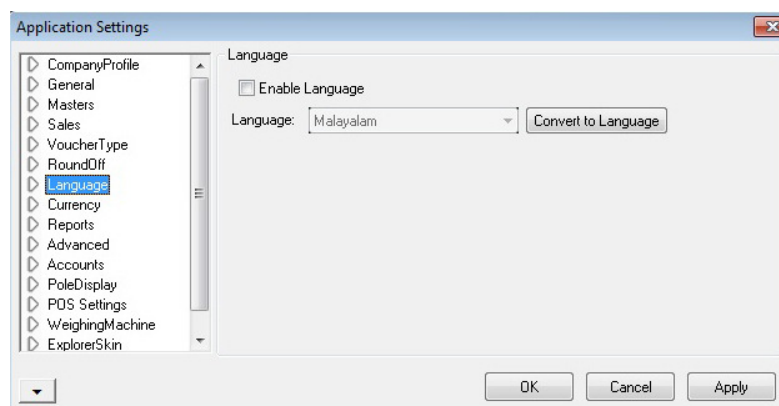 Application Settings
CompanyProfile
General
Masters
Sales
VoucherType
RoundOff
Language
Currency
Reports
Advanced
Accounts
PoleDisplay
POS Settings
WeighingMachine
ExplorerSkin
Language
Enable Language
Language: Malayalam Convert to Language
OK Cancel Apply